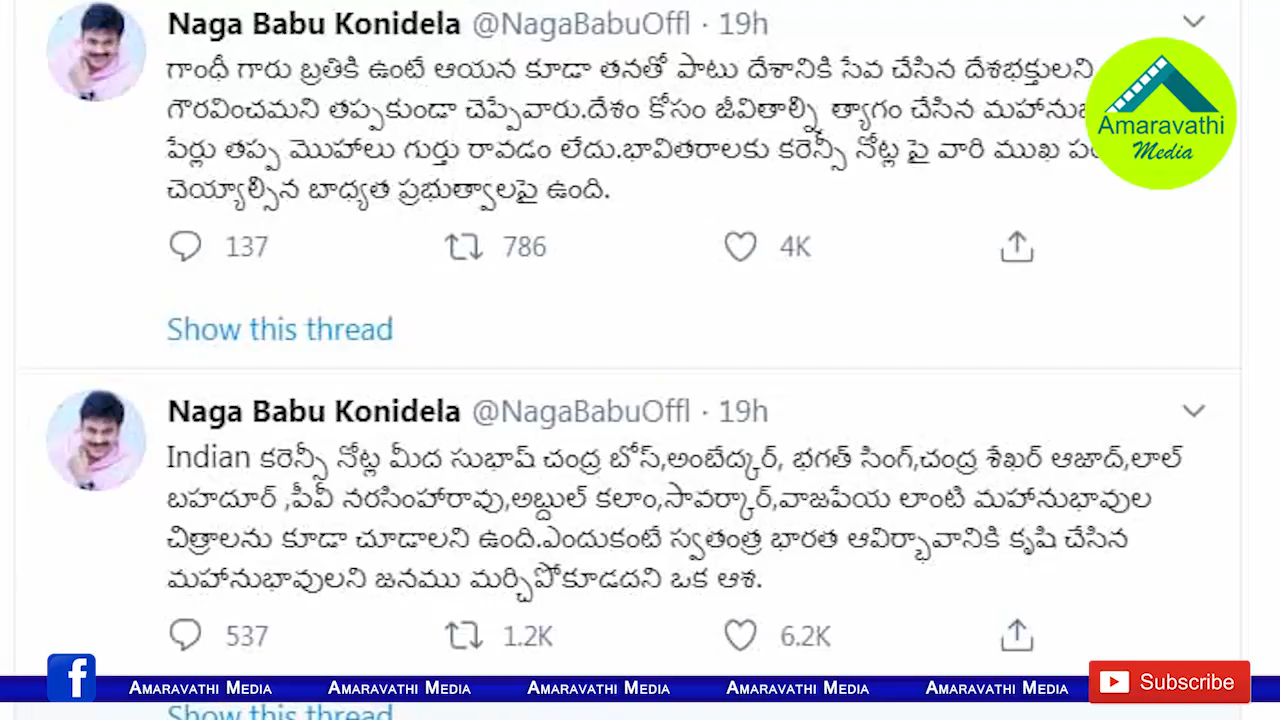 Naga Babu Konidela @NagaBabuOffl · 19h
గాంధీ గారు బ్రతికి ఉంటే ఆయన కూడా తనతో పాటు దేశానికి సేవ చేసిన దేశభక్తులని
గౌరవించమని తప్పకుండా చెప్పేవారు.దేశం కోసం జీవితాల్ని త్యాగం చేసిన
పేర్లు తప్ప మొహాలు గుర్తు రావడం లేదు.భావితరాలకు కరెన్సీ నోట్ల పై వారి ముఖ
చెయ్యాల్సిన బాధ్యత ప్రభుత్వాలపై ఉంది.
137 786 4K
Show this thread
Naga Babu Konidela @NagaBabuOffl · 19h
Indian కరెన్సీ నోట్ల మీద సుభాష్ చంద్ర బోస్,అంబేద్కర్, భగత్ సింగ్,చంద్ర శేఖర్ ఆజాద్,లాల్
బహదూర్ ,పీవీ నరసింహారావు,అబ్దుల్ కలాం,సావర్కార్,వాజపేయ లాంటి మహానుభావుల
చిత్రాలను కూడా చూడాలని ఉంది.ఎందుకంటే స్వతంత్ర భారత ఆవిర్భావానికి కృషి చేసిన
మహానుభావులని జనము మర్చిపోకూడదని ఒక ఆశ.
537 1.2K 6.2K
Show this thread
Amaravathi
Media
f Amaravathi Media Amaravathi Media Amaravathi Media Amaravathi Media Amaravathi Media Subscribe